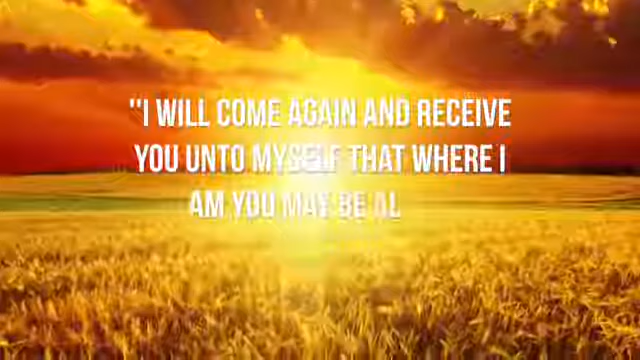 "I WILL COME AGAIN AND RECEIVE
YOU UNTO MYSELF THAT WHERE I
AM YOU MAY BE AL